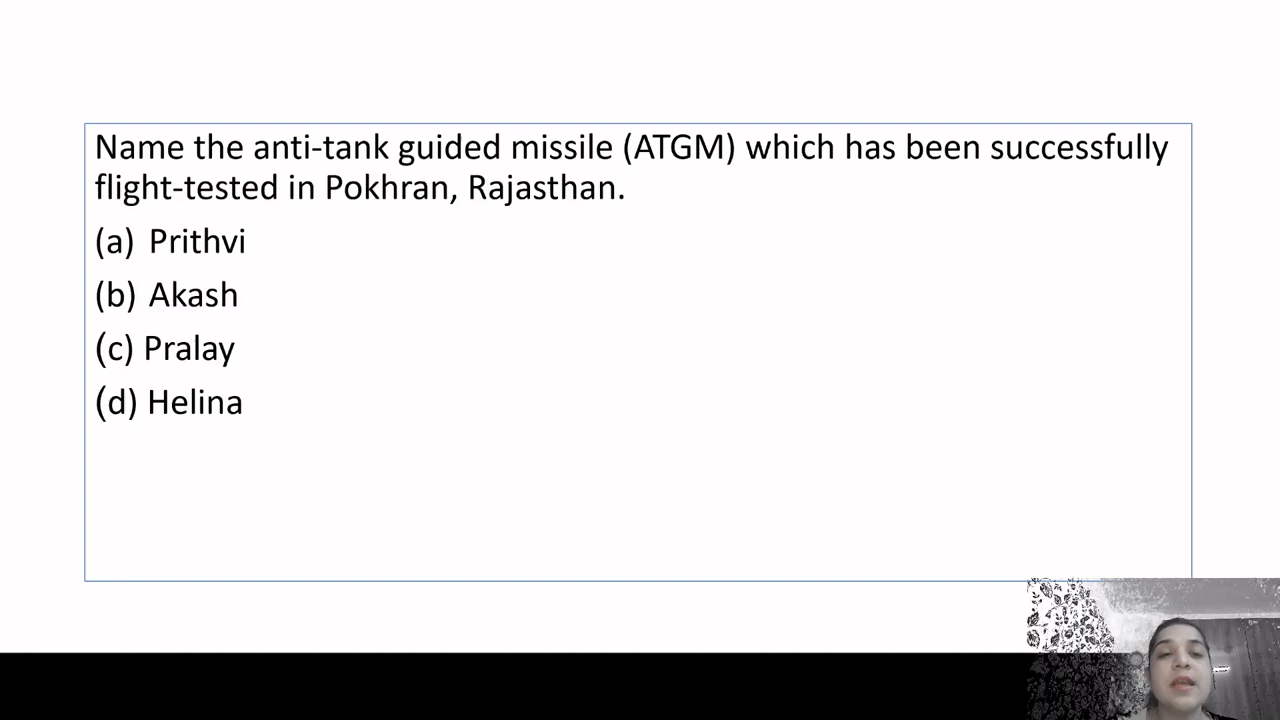 Name the anti-tank guided missile (ATGM) which has been successfully
flight-tested in Pokhran, Rajasthan.
(a) Prithvi
(b) Akash
(c) Pralay
(d) Helina